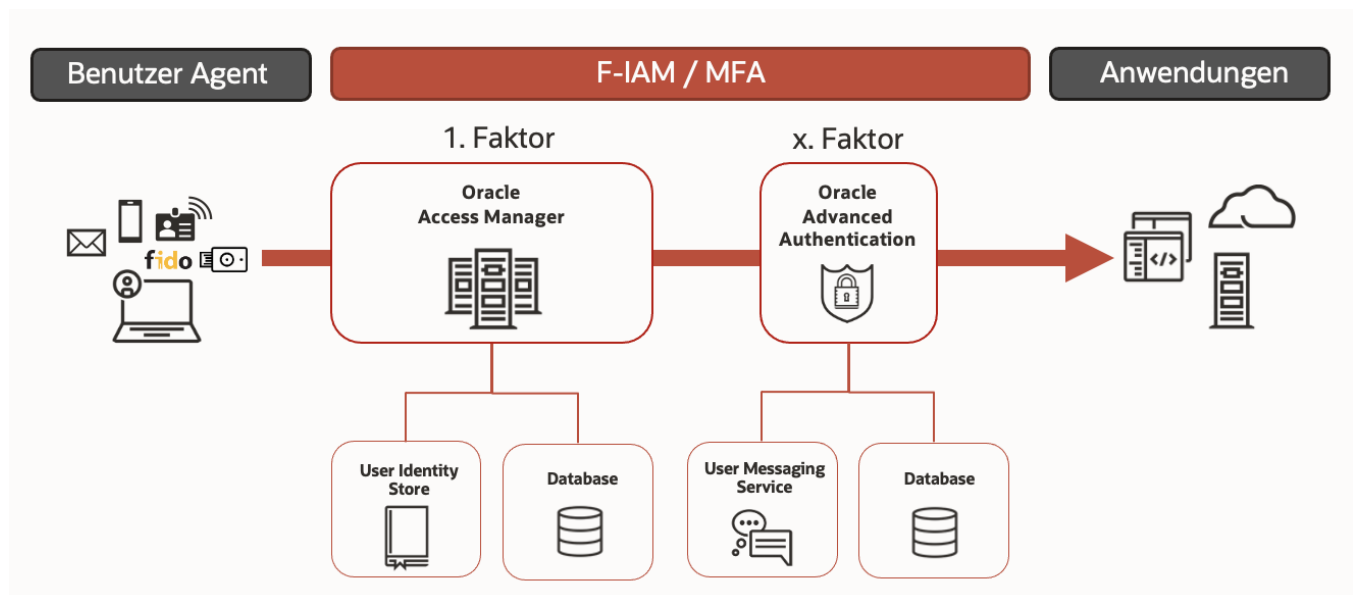 Benutzer Agent
F-IAM / MFA
Anwendungen
1. Faktor
x. Faktor
Oracle
Access Manager
Oracle
Advanced
Authentication
fido
</>
User Identity
Store
Database
User Messaging
Service
Database